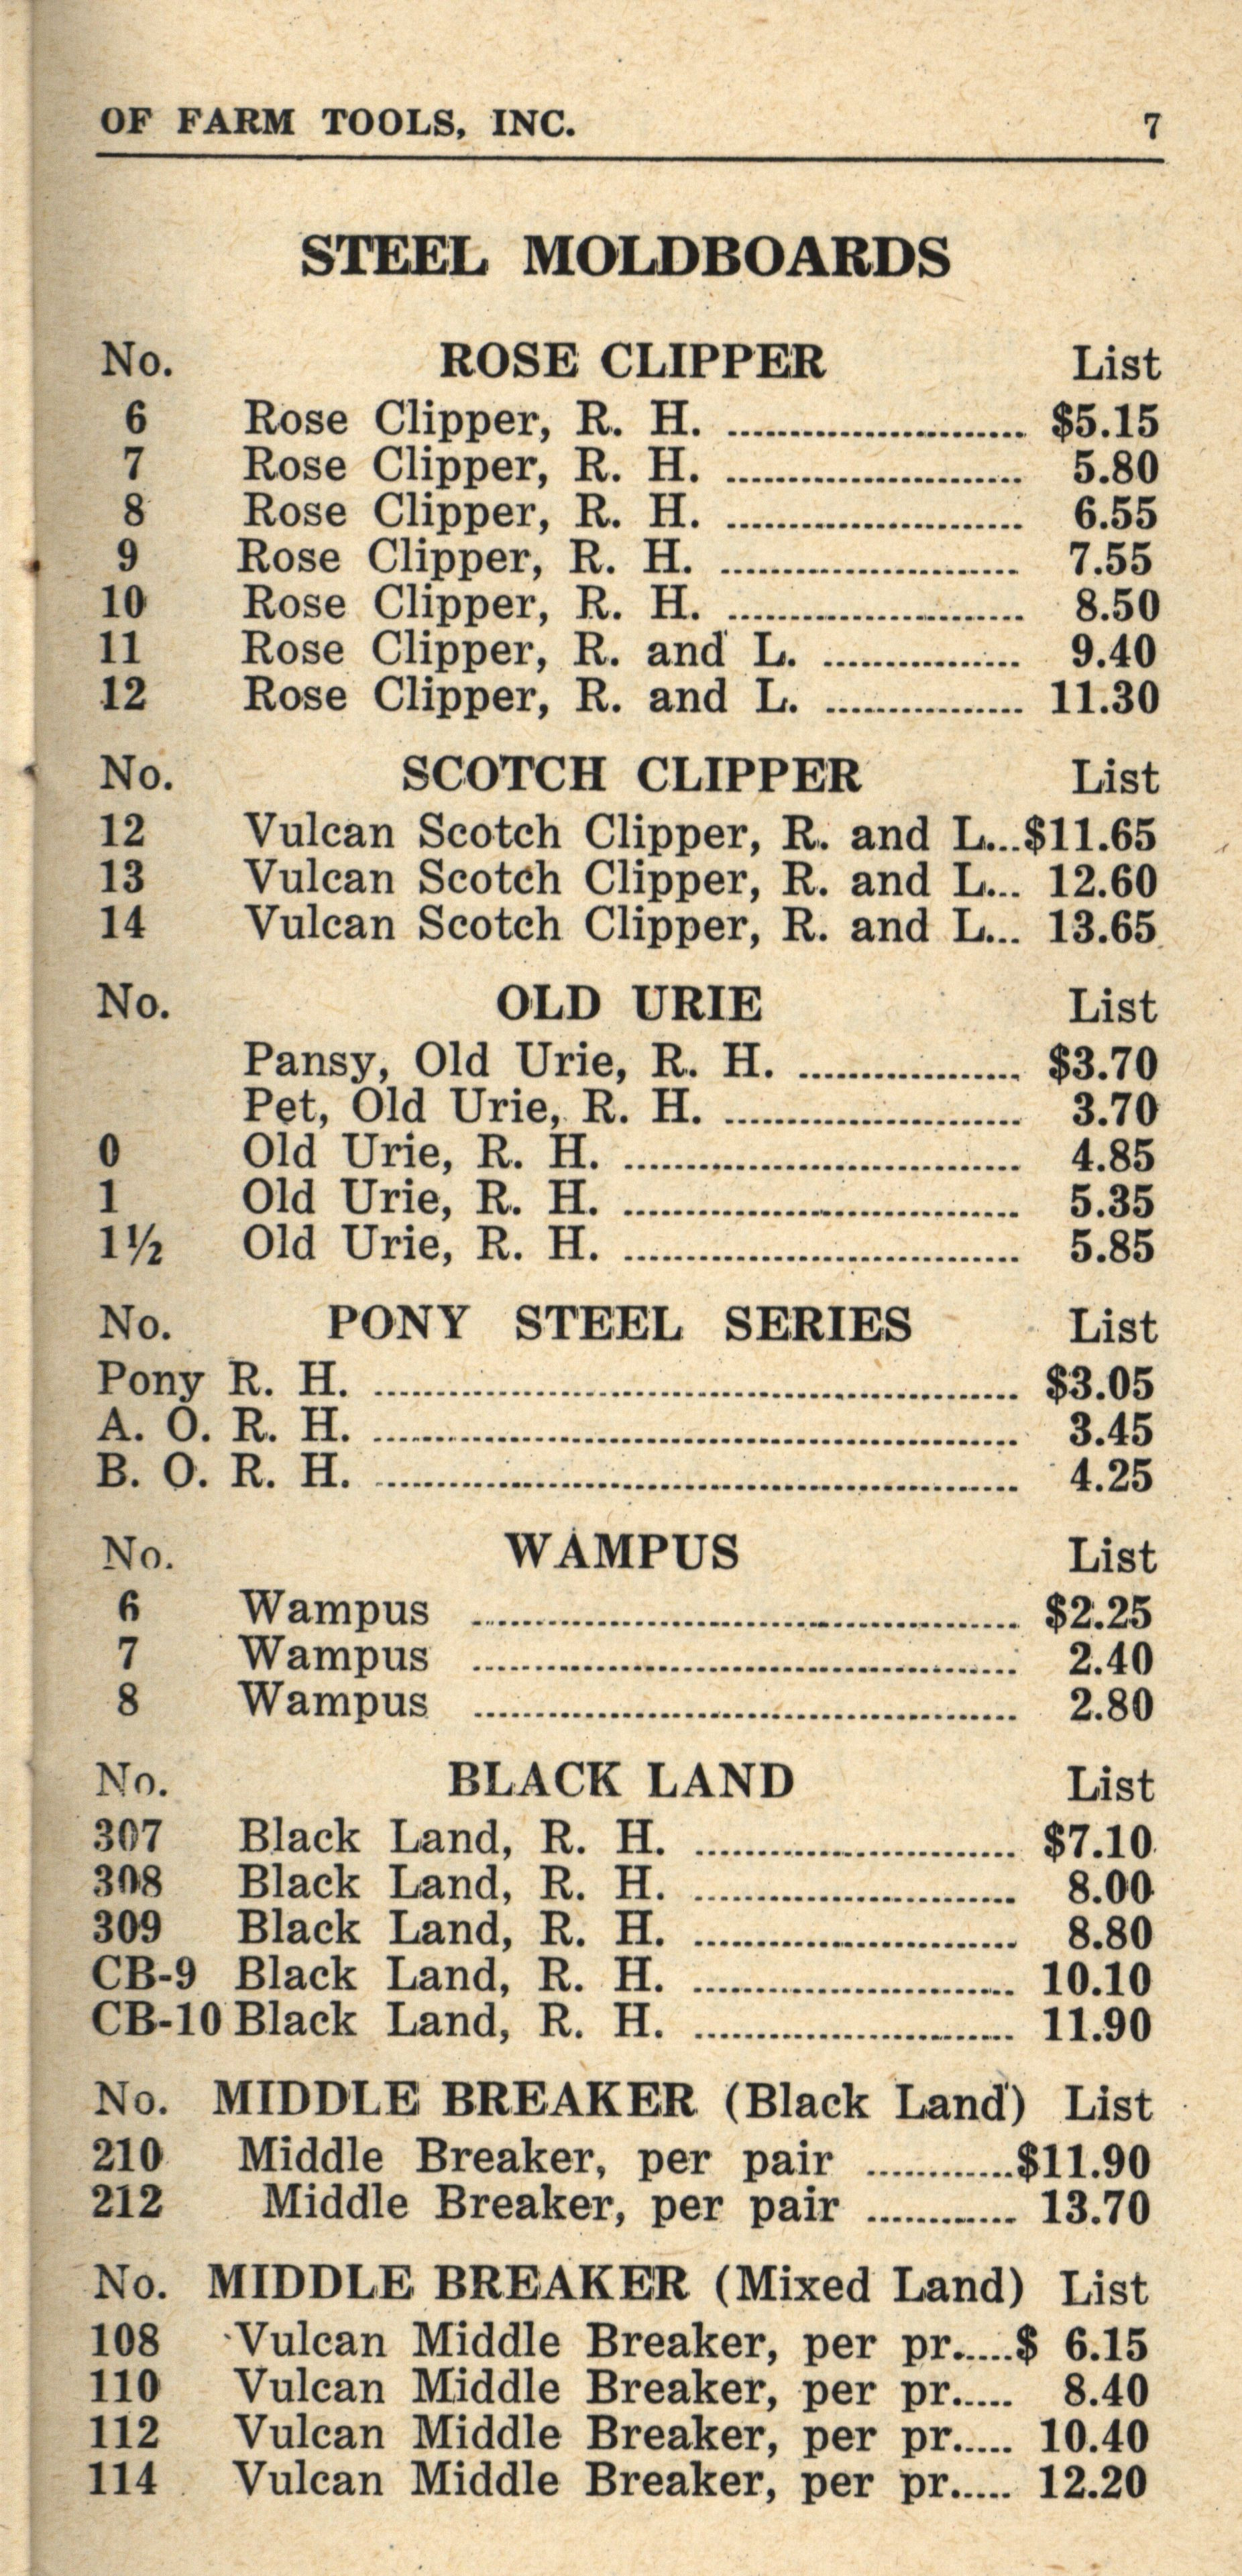 OF FARM TOOLS, INC. 7
STEEL MOLDBOARDS
No. ROSE CLIPPER List
6 Rose Clipper, R. H. ........................ $5.15
7 Rose Clipper, R. H. ........................ 5.80
8 Rose Clipper, R. H. ........................ 6.55
9 Rose Clipper, R. H. ........................ 7.55
10 Rose Clipper, R. H. ........................ 8.50
11 Rose Clipper, R. and L. ................ 9.40
12 Rose Clipper, R. and L. ................ 11.30
No. SCOTCH CLIPPER List
12 Vulcan Scotch Clipper, R. and L...$11.65
13 Vulcan Scotch Clipper, R. and L... 12.60
14 Vulcan Scotch Clipper, R. and L... 13.65
No. OLD URIE List
Pansy, Old Urie, R. H. .................. $3.70
Pet, Old Urie, R. H. ........................ 3.70
0 Old Urie, R. H. ................................ 4.85
1 Old Urie, R. H. ................................ 5.35
1½ Old Urie, R. H. ................................ 5.85
No. PONY STEEL SERIES List
Pony R. H. .................................................... $3.05
A. O. R. H. .................................................... 3.45
B. O. R. H. .................................................... 4.25
No. WAMPUS List
6 Wampus ............................................ $2.25
7 Wampus ............................................ 2.40
8 Wampus ............................................ 2.80
No. BLACK LAND List
307 Black Land, R. H. .......................... $7.10
308 Black Land, R. H. .......................... 8.00
309 Black Land, R. H. .......................... 8.80
CB-9 Black Land, R. H. .......................... 10.10
CB-10 Black Land, R. H. .......................... 11.90
No. MIDDLE BREAKER (Black Land) List
210 Middle Breaker, per pair ............$11.90
212 Middle Breaker, per pair ............ 13.70
No. MIDDLE BREAKER (Mixed Land) List
108 Vulcan Middle Breaker, per pr.....$ 6.15
110 Vulcan Middle Breaker, per pr..... 8.40
112 Vulcan Middle Breaker, per pr..... 10.40
114 Vulcan Middle Breaker, per pr..... 12.20